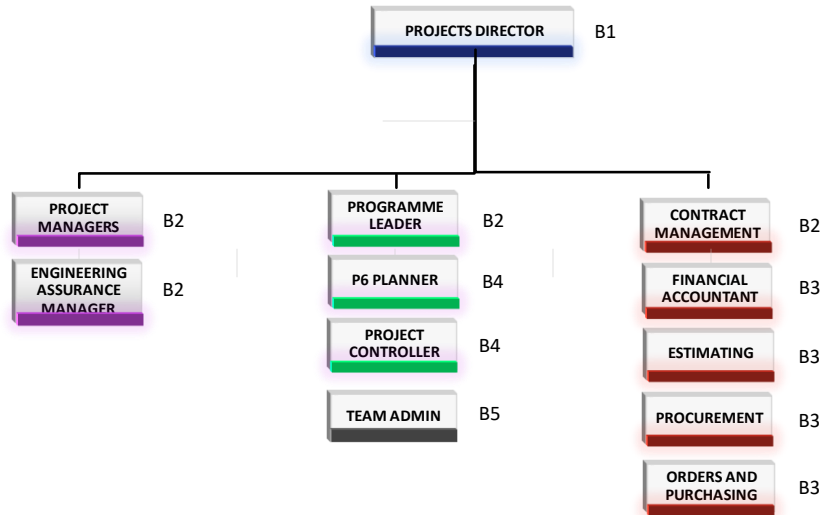 PROJECTS DIRECTOR B1
PROJECT
MANAGERS
B2
ENGINEERING
ASSURANCE
MANAGER
B2
PROGRAMME
LEADER
B2
P6 PLANNER B4
PROJECT
CONTROLLER
B4
TEAM ADMIN B5
CONTRACT
MANAGEMENT
B2
FINANCIAL
ACCOUNTANT
B3
ESTIMATING B3
PROCUREMENT B3
ORDERS AND
PURCHASING
B3